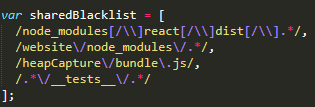 var sharedBlacklist = [
  /node_modules[/\\]react[/\\]dist[/\\].*/,
  /website\/node_modules\/.*/,
  /heapCapture\/bundle\.js/,
  /.*\/__tests__\/.*/
];